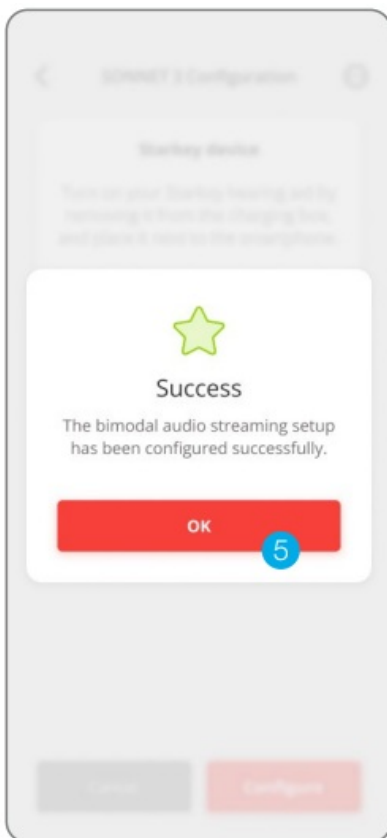 SONNET 3 Configuration
Starkey device
Turn on your Starkey hearing aid by
removing it from the charging box,
and place it next to the smartphone.
Success
The bimodal audio streaming setup
has been configured successfully.
OK
5
Cancel
Configure